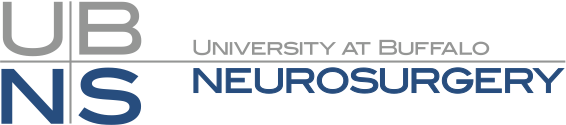 UB
NS
UNIVERSITY AT BUFFALO
NEUROSURGERY